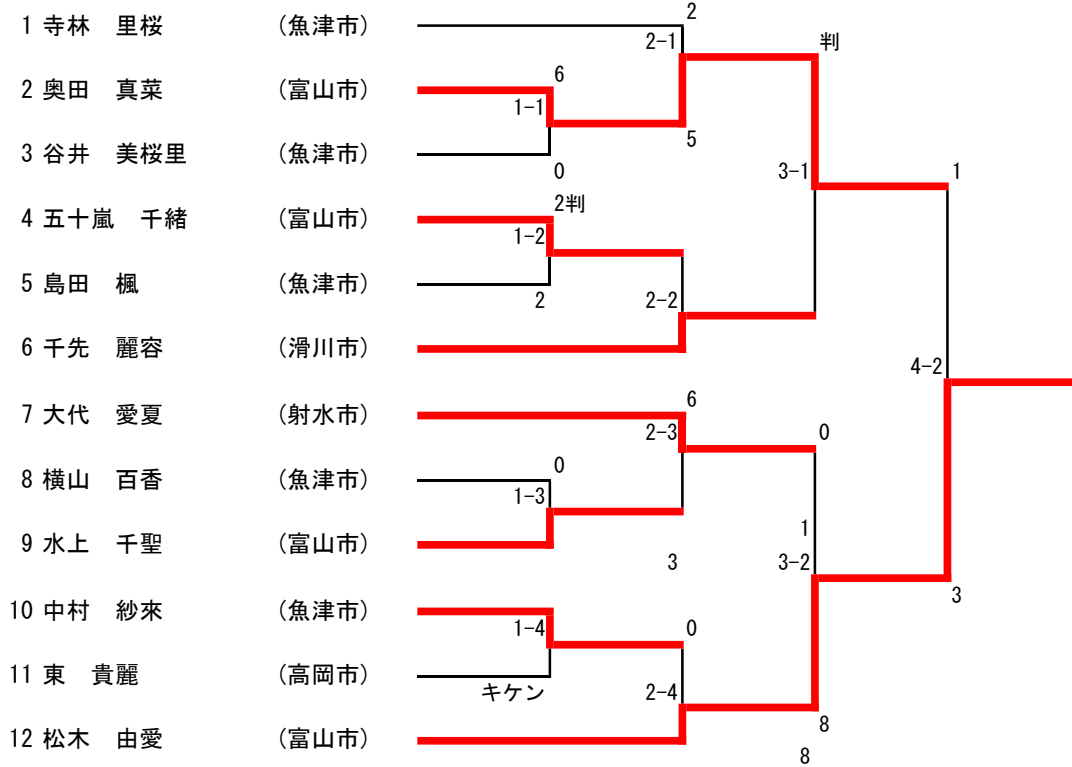 2
1 寺林　里桜　(魚津市)
2-1
判
6
2 奥田　真菜　(富山市)
1-1
5
3 谷井　美桜里　(魚津市)
0
3-1
1
2判
4 五十嵐　千緒　(富山市)
1-2
5 島田　楓　(魚津市)
2
2-2
6 千先　麗容　(滑川市)
4-2
6
7 大代　愛夏　(射水市)
2-3
0
0
8 横山　百香　(魚津市)
1-3
1
9 水上　千聖　(富山市)
3
3-2
3
10 中村　紗來　(魚津市)
1-4
0
11 東　貴麗　(高岡市)
キケン
2-4
8
12 松木　由愛　(富山市)
8